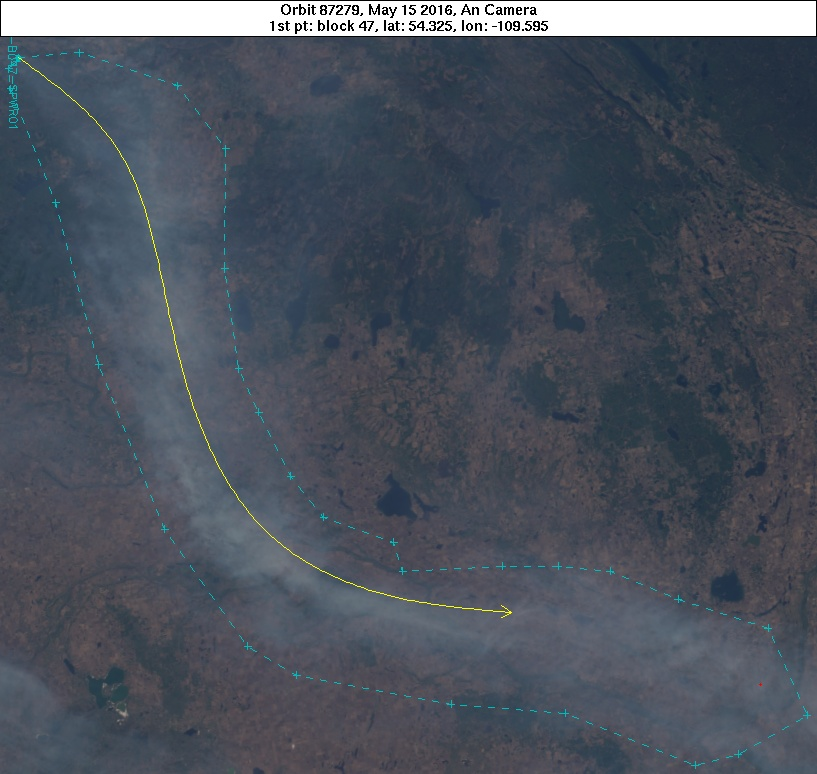 Orbit 87279, May 15 2016, An Camera
1st pt: block 47, lat: 54.325, lon: -109.595